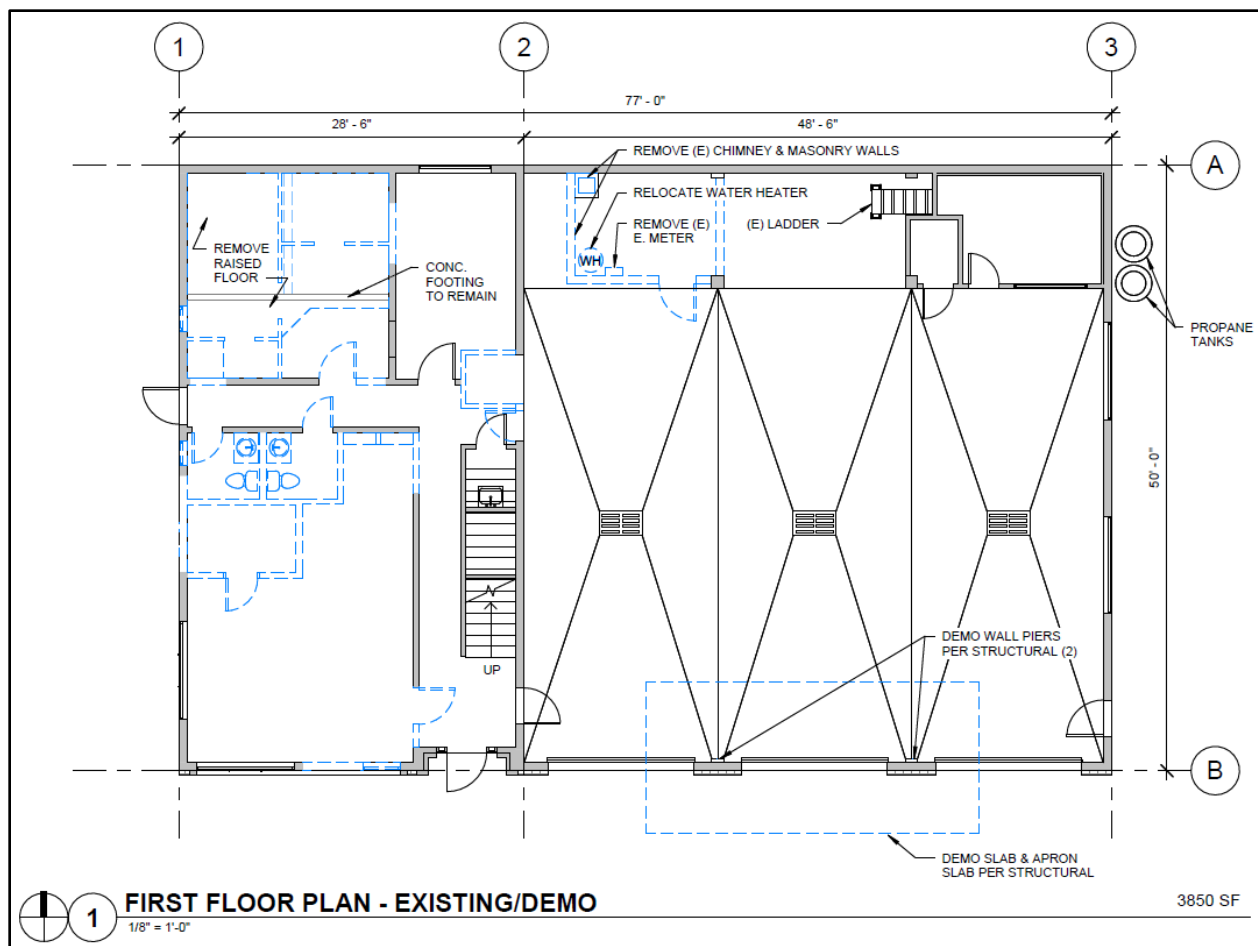 1
2
3
77' - 0"
28' - 6"
48' - 6"
REMOVE (E) CHIMNEY & MASONRY WALLS
A
RELOCATE WATER HEATER
REMOVE (E)
E. METER
(E) LADDER
REMOVE
RAISED
FLOOR
CONC.
FOOTING
TO REMAIN
WH
PROPANE
TANKS
50' - 0"
UP
DEMO WALL PIERS
PER STRUCTURAL (2)
B
DEMO SLAB & APRON
SLAB PER STRUCTURAL
1
FIRST FLOOR PLAN - EXISTING/DEMO
3850 SF
1/8" = 1'-0"